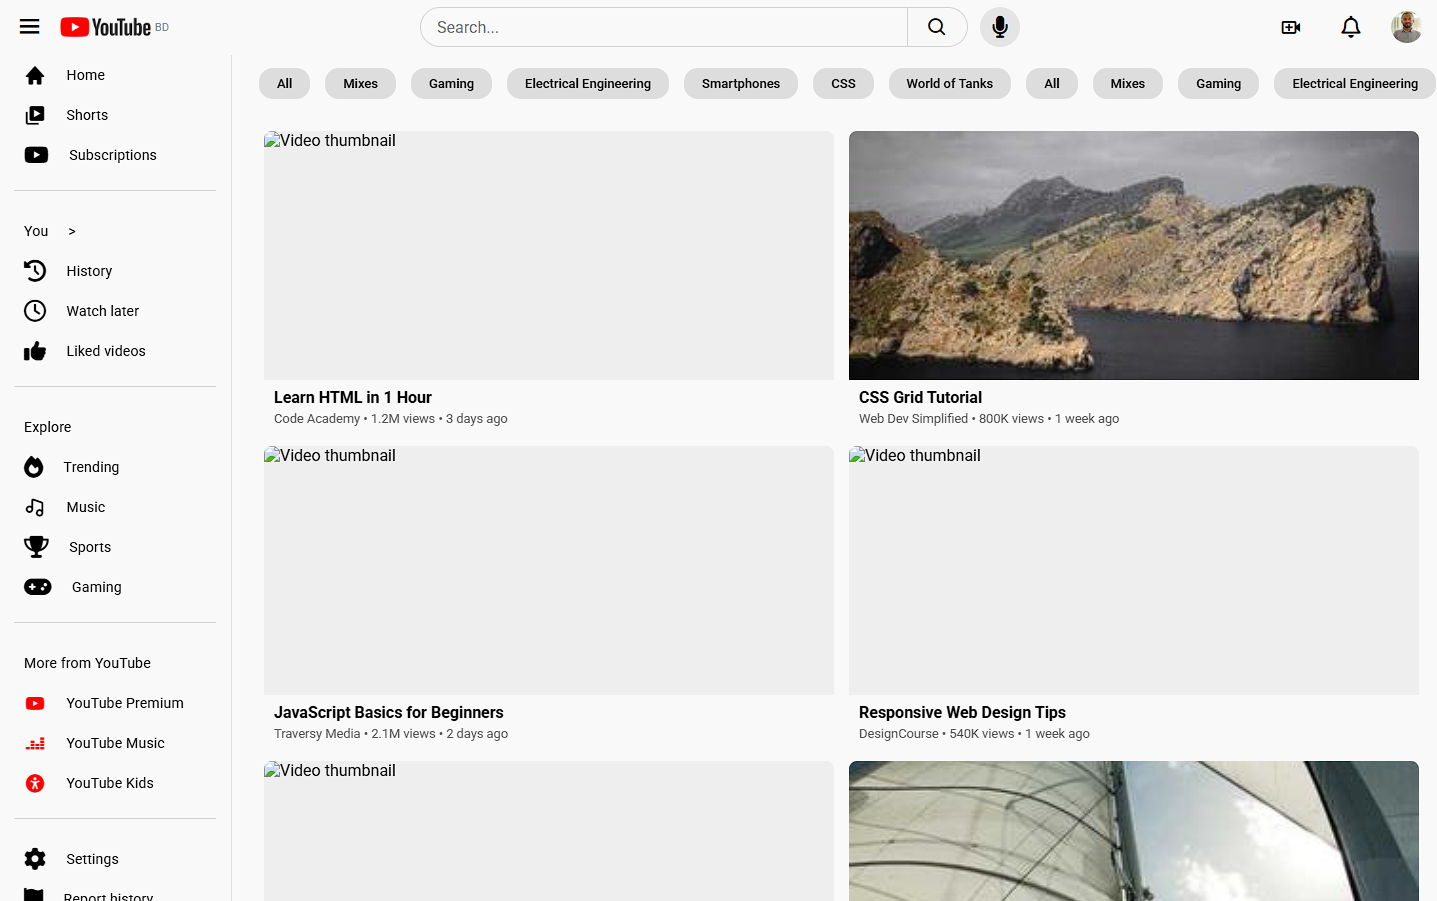 YouTube BD
Search...
Home
Shorts
Subscriptions
You >
History
Watch later
Liked videos
Explore
Trending
Music
Sports
Gaming
More from YouTube
YouTube Premium
YouTube Music
YouTube Kids
Settings
Report history
All Mixes Gaming Electrical Engineering Smartphones CSS World of Tanks All Mixes Gaming Electrical Engineering
Video thumbnail
Learn HTML in 1 Hour
Code Academy • 1.2M views • 3 days ago
CSS Grid Tutorial
Web Dev Simplified • 800K views • 1 week ago
Video thumbnail
JavaScript Basics for Beginners
Traversy Media • 2.1M views • 2 days ago
Video thumbnail
Responsive Web Design Tips
DesignCourse • 540K views • 1 week ago
Video thumbnail